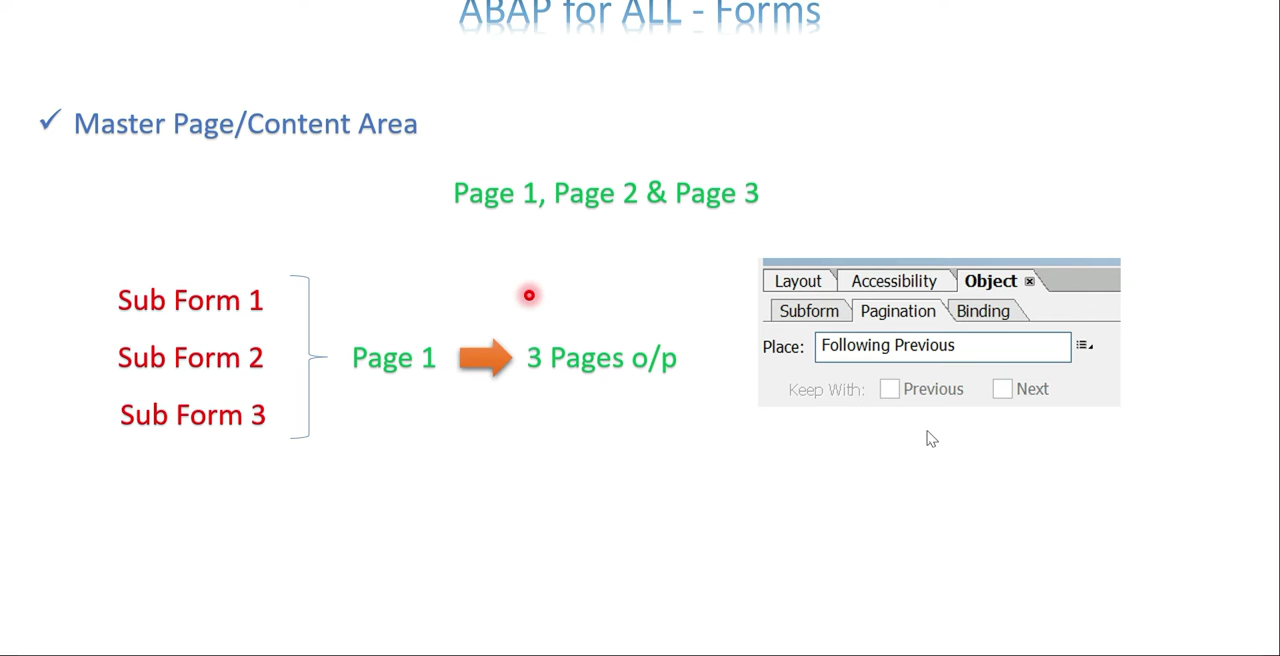 ABAP for ALL - Forms
✓ Master Page/Content Area
Page 1, Page 2 & Page 3
Sub Form 1
Sub Form 2
Sub Form 3
Page 1
3 Pages o/p
Layout Accessibility Object
Subform Pagination Binding
Place: Following Previous
Keep With: Previous Next